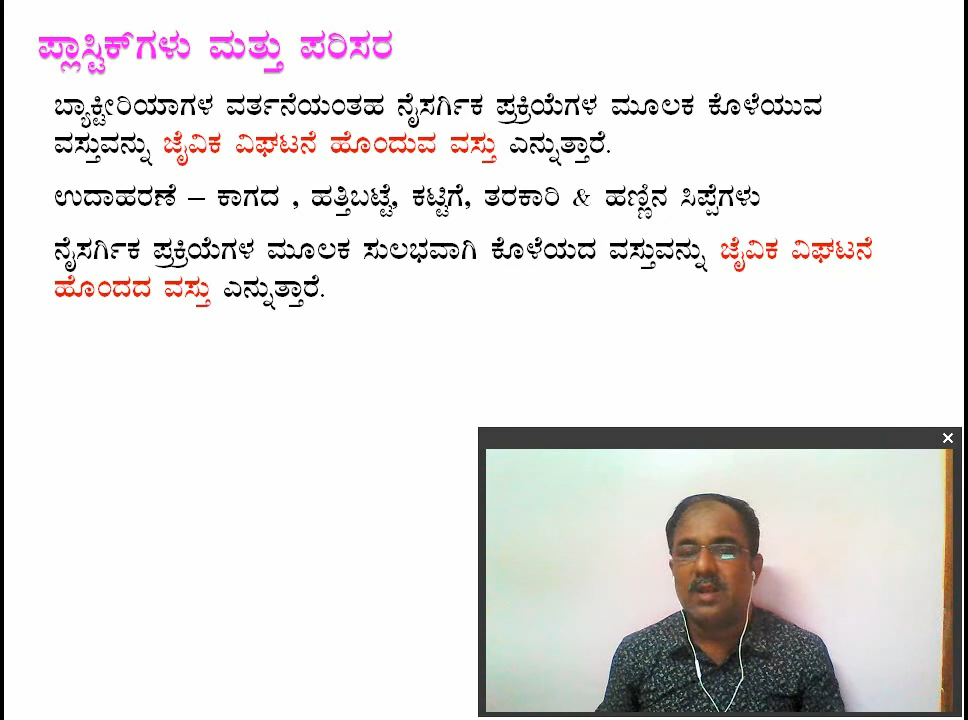 ಪ್ಲಾಸ್ಟಿಕ್‌ಗಳು ಮತ್ತು ಪರಿಸರ
ಬ್ಯಾಕ್ಟೀರಿಯಾಗಳ ವರ್ತನೆಯಂತಹ ನೈಸರ್ಗಿಕ ಪ್ರಕ್ರಿಯೆಗಳ ಮೂಲಕ ಕೊಳೆಯುವ
ವಸ್ತುವನ್ನು ಜೈವಿಕ ವಿಘಟನೆ ಹೊಂದುವ ವಸ್ತು ಎನ್ನುತ್ತಾರೆ.
ಉದಾಹರಣೆ – ಕಾಗದ , ಹತ್ತಿಬಟ್ಟೆ, ಕಟ್ಟಿಗೆ, ತರಕಾರಿ & ಹಣ್ಣಿನ ಸಿಪ್ಪೆಗಳು
ನೈಸರ್ಗಿಕ ಪ್ರಕ್ರಿಯೆಗಳ ಮೂಲಕ ಸುಲಭವಾಗಿ ಕೊಳೆಯದ ವಸ್ತುವನ್ನು ಜೈವಿಕ ವಿಘಟನೆ
ಹೊಂದದ ವಸ್ತು ಎನ್ನುತ್ತಾರೆ.